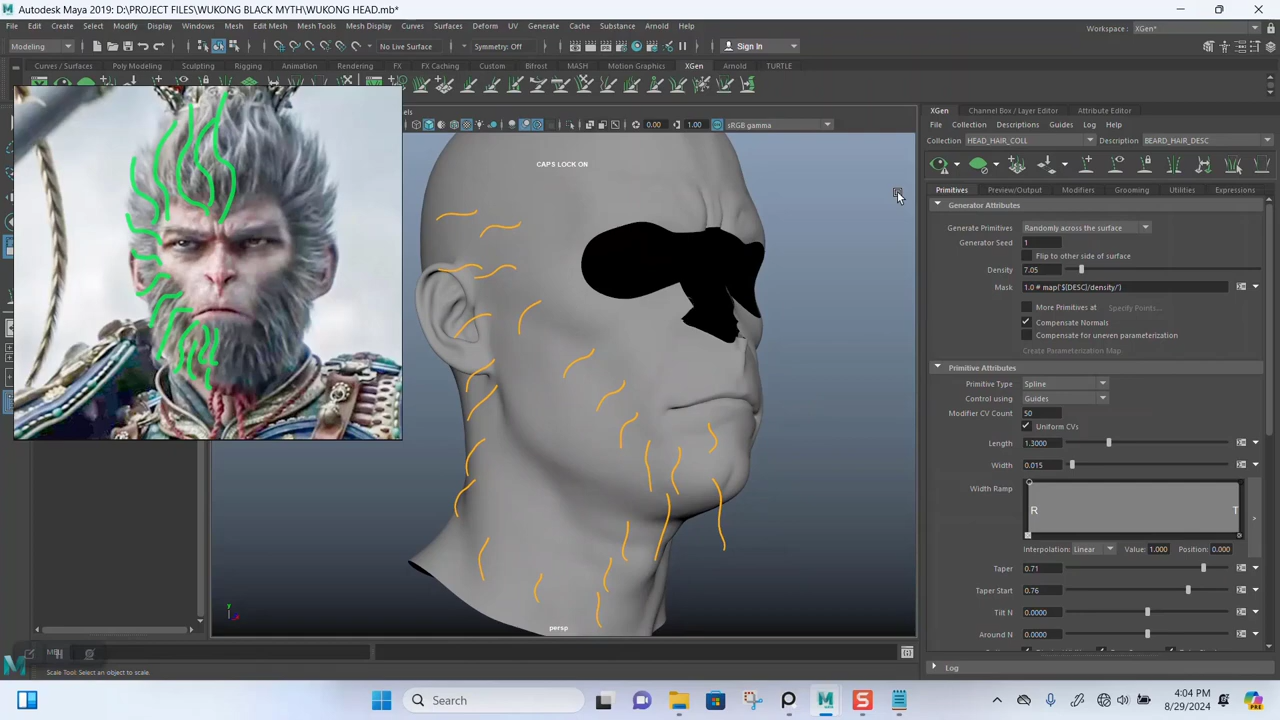 Autodesk Maya 2019: D:\PROJECT FILES\WUKONG BLACK MYTH\WUKONG HEAD.mb*
File Edit Create Select Modify Display Windows Mesh Edit Mesh Mesh Tools Mesh Display Curves Surfaces Deform UV Generate Cache Substance Arnold Help
Workspace : XGen*
Modeling No Live Surface Symmetry: Off Sign In
Curves / Surfaces Poly Modeling Sculpting Rigging Animation Rendering FX FX Caching Custom Bifrost MASH Motion Graphics XGen Arnold TURTLE
XGen Channel Box / Layer Editor Attribute Editor
0.00 1.00 sRGB gamma
File Collection Descriptions Guides Log Help
Collection HEAD_HAIR_COLL Description BEARD_HAIR_DESC
CAPS LOCK ON
Primitives Preview/Output Modifiers Grooming Utilities Expressions
Generator Attributes
Generate Primitives Randomly across the surface
Generator Seed 1
Flip to other side of surface
Density 7.05
Mask 1.0 # map('${DESC}/density/')
More Primitives at Specify Points...
Compensate Normals
Compensate for uneven parameterization
Create Parameterization Map
Primitive Attributes
Primitive Type Spline
Control using Guides
Modifier CV Count 50
Uniform CVs
Length 1.3000
Width 0.015
Width Ramp R T
Interpolation: Linear Value: 1.000 Position: 0.000
Taper 0.71
Taper Start 0.76
Tilt N 0.0000
Around N 0.0000
y
persp
Log
Scale Tool: Select an object to scale.
Search
4:04 PM
8/29/2024